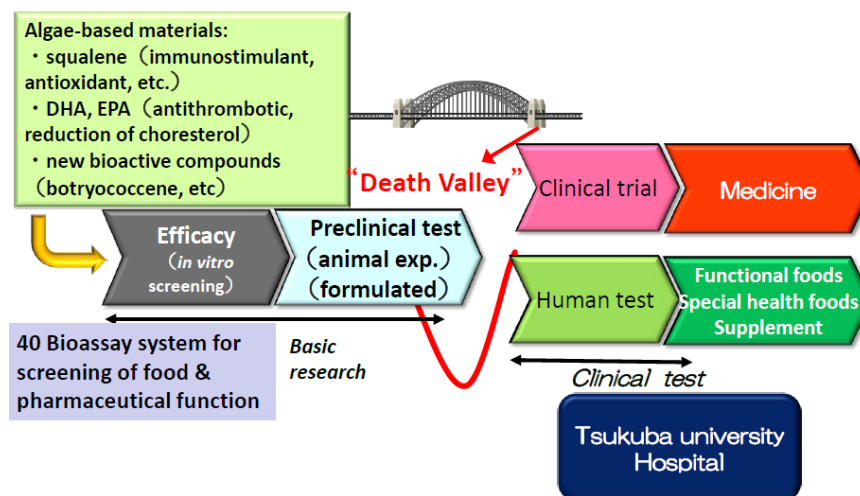 Algae-based materials:
・squalene（immunostimulant,
antioxidant, etc.）
・DHA, EPA（antithrombotic,
reduction of choresterol）
・new bioactive compounds
（botryococcene, etc）
“Death Valley”
Clinical trial
Medicine
Efficacy
（in vitro
screening）
Preclinical test
（animal exp.）
（formulated）
Human test
Functional foods
Special health foods
Supplement
40 Bioassay system for
screening of food &
pharmaceutical function
Basic
research
Clinical test
Tsukuba university
Hospital